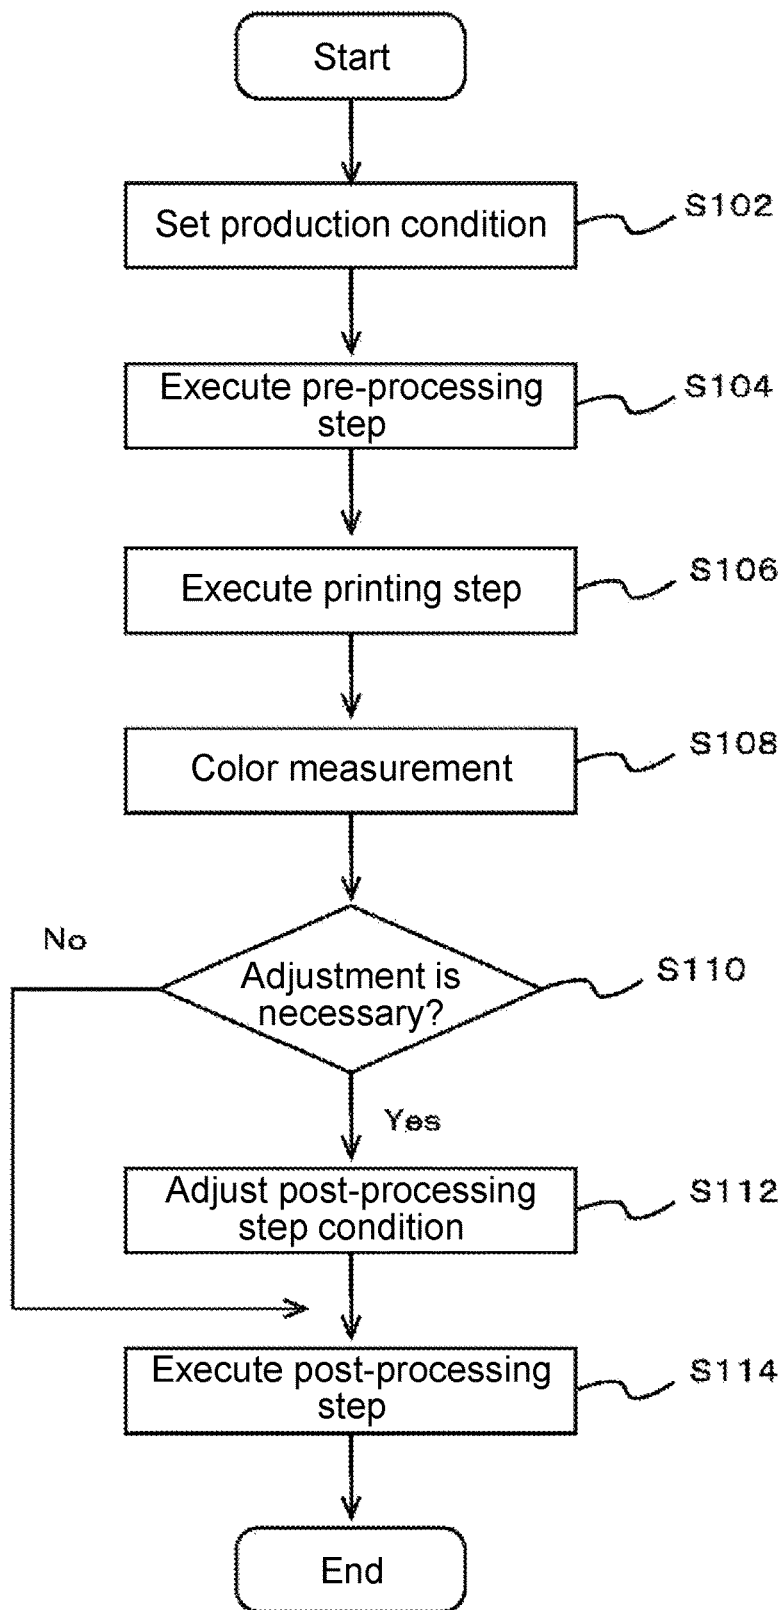 Start
Set production condition
S102
Execute pre-processing
step
S104
Execute printing step
S106
Color measurement
S108
No
Adjustment is
necessary?
S110
Yes
Adjust post-processing
step condition
S112
Execute post-processing
step
S114
End